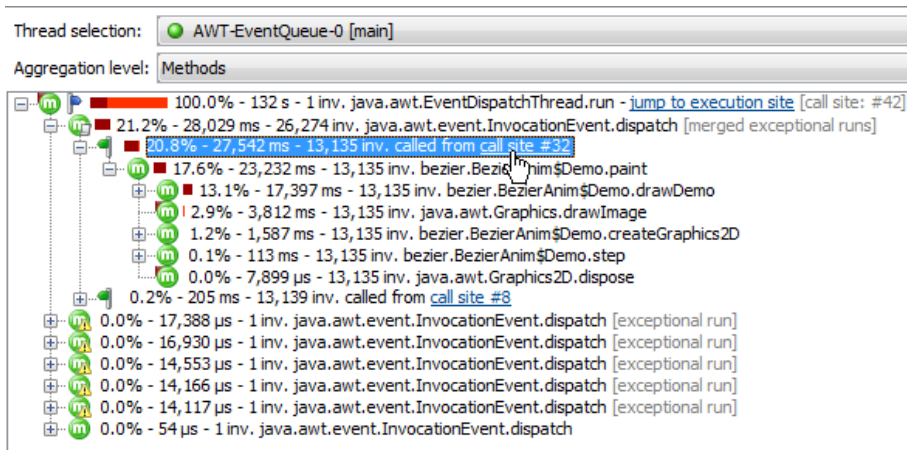 Thread selection: AWT-EventQueue-0 [main]
Aggregation level: Methods
m 100.0% - 132 s - 1 inv. java.awt.EventDispatchThread.run - jump to execution site [call site: #42]
m 21.2% - 28,029 ms - 26,274 inv. java.awt.event.InvocationEvent.dispatch [merged exceptional runs]
20.8% - 27,542 ms - 13,135 inv. called from call site #32
m 17.6% - 23,232 ms - 13,135 inv. bezier.BezierAnim$Demo.paint
m 13.1% - 17,397 ms - 13,135 inv. bezier.BezierAnim$Demo.drawDemo
m 2.9% - 3,812 ms - 13,135 inv. java.awt.Graphics.drawImage
m 1.2% - 1,587 ms - 13,135 inv. bezier.BezierAnim$Demo.createGraphics2D
m 0.1% - 113 ms - 13,135 inv. bezier.BezierAnim$Demo.step
m 0.0% - 7,899 µs - 13,135 inv. java.awt.Graphics2D.dispose
0.2% - 205 ms - 13,139 inv. called from call site #8
m 0.0% - 17,388 µs - 1 inv. java.awt.event.InvocationEvent.dispatch [exceptional run]
m 0.0% - 16,930 µs - 1 inv. java.awt.event.InvocationEvent.dispatch [exceptional run]
m 0.0% - 14,553 µs - 1 inv. java.awt.event.InvocationEvent.dispatch [exceptional run]
m 0.0% - 14,166 µs - 1 inv. java.awt.event.InvocationEvent.dispatch [exceptional run]
m 0.0% - 14,117 µs - 1 inv. java.awt.event.InvocationEvent.dispatch [exceptional run]
m 0.0% - 54 µs - 1 inv. java.awt.event.InvocationEvent.dispatch